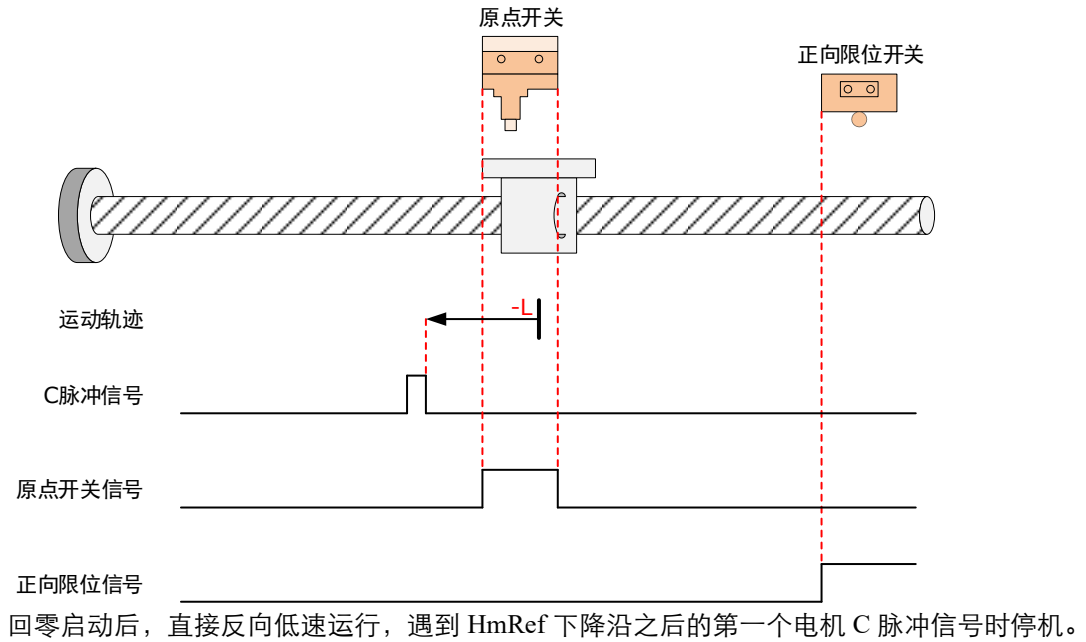 原点开关
正向限位开关
运动轨迹
-L
C脉冲信号
原点开关信号
正向限位信号
回零启动后，直接反向低速运行，遇到 HmRef 下降沿之后的第一个电机 C 脉冲信号时停机。